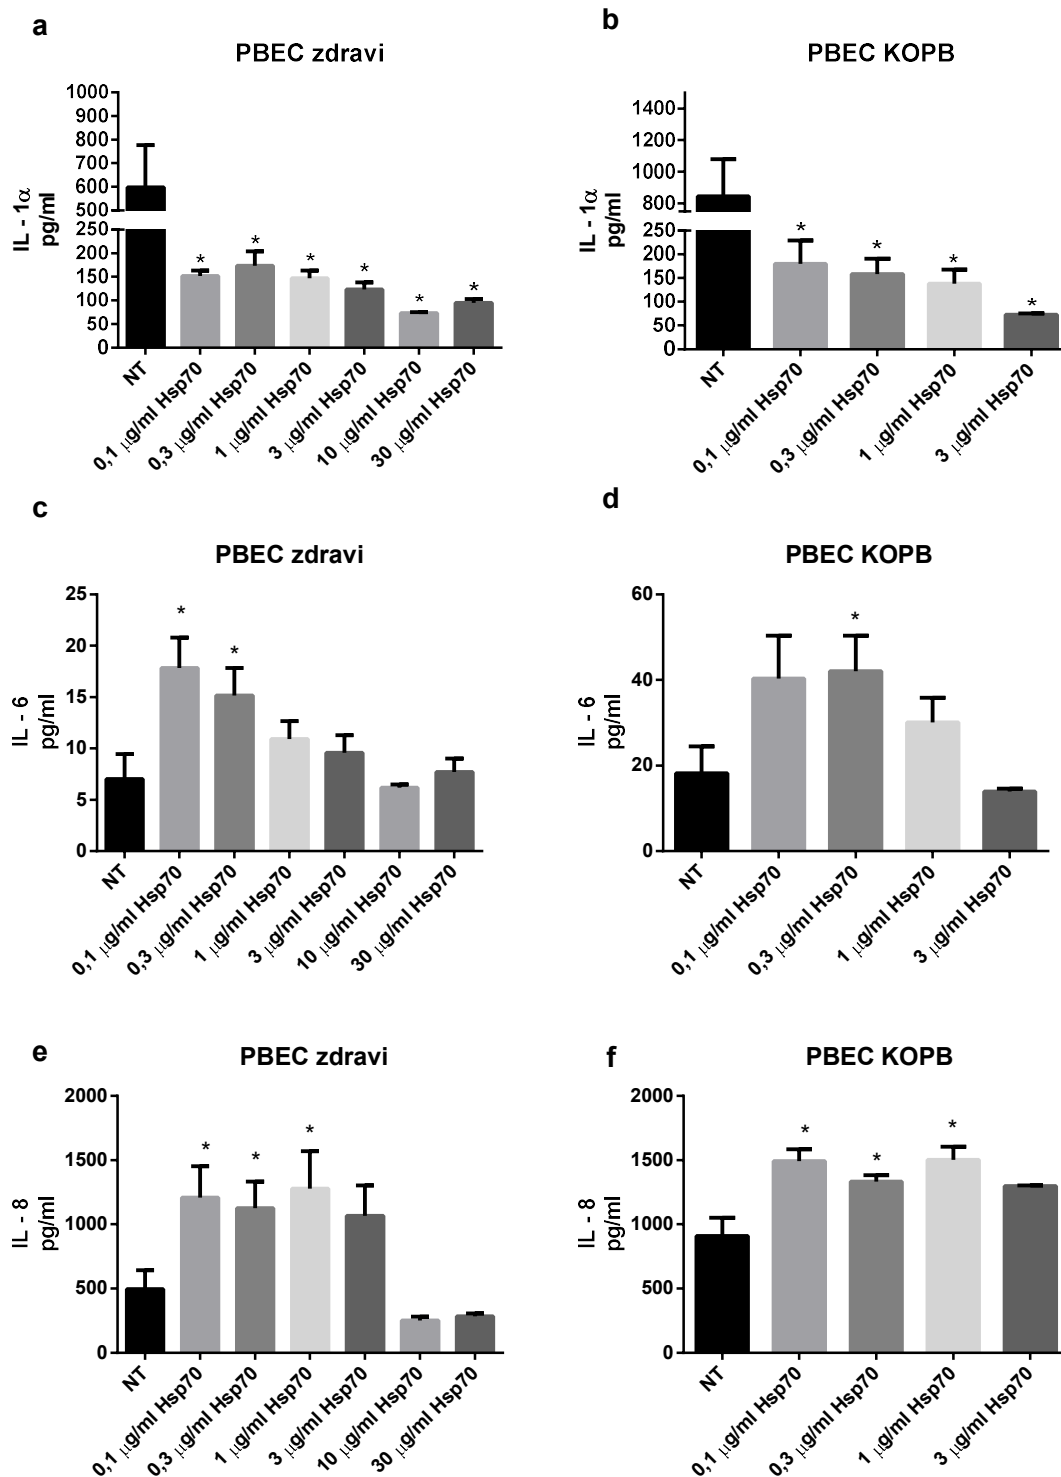 a
PBEC zdravi
1000
900
800
700
600
500
250
200
150
100
50
0
IL - 1α
pg/ml
* * * * * *
NT
0,1 μg/ml Hsp70
0,3 μg/ml Hsp70
1 μg/ml Hsp70
3 μg/ml Hsp70
10 μg/ml Hsp70
30 μg/ml Hsp70
b
PBEC KOPB
1400
1200
1000
800
250
200
150
100
50
0
IL - 1α
pg/ml
* * * *
NT
0,1 μg/ml Hsp70
0,3 μg/ml Hsp70
1 μg/ml Hsp70
3 μg/ml Hsp70
c
PBEC zdravi
25
20
15
10
5
0
IL - 6
pg/ml
* *
NT
0,1 μg/ml Hsp70
0,3 μg/ml Hsp70
1 μg/ml Hsp70
3 μg/ml Hsp70
10 μg/ml Hsp70
30 μg/ml Hsp70
d
PBEC KOPB
60
40
20
0
IL - 6
pg/ml
*
NT
0,1 μg/ml Hsp70
0,3 μg/ml Hsp70
1 μg/ml Hsp70
3 μg/ml Hsp70
e
PBEC zdravi
2000
1500
1000
500
0
IL - 8
pg/ml
* * *
NT
0,1 μg/ml Hsp70
0,3 μg/ml Hsp70
1 μg/ml Hsp70
3 μg/ml Hsp70
10 μg/ml Hsp70
30 μg/ml Hsp70
f
PBEC KOPB
2000
1500
1000
500
0
IL - 8
pg/ml
* * *
NT
0,1 μg/ml Hsp70
0,3 μg/ml Hsp70
1 μg/ml Hsp70
3 μg/ml Hsp70